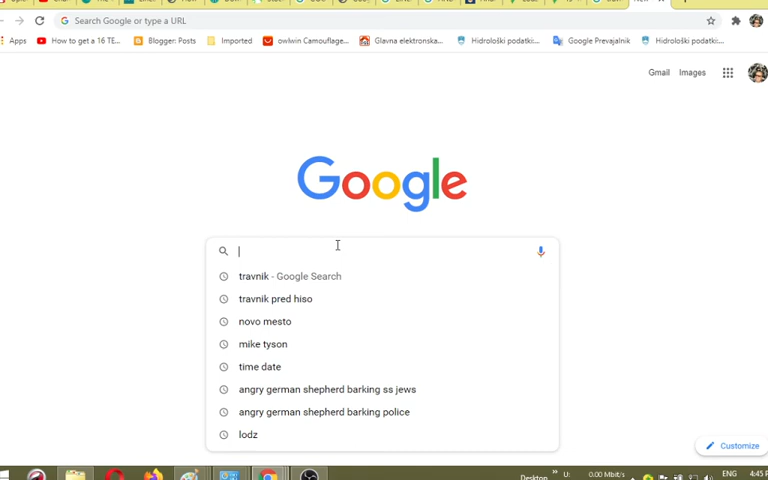 Search Google or type a URL
Apps How to get a 16 TE... Blogger: Posts Imported owlwin Camouflage... Glavna elektronska... Hidrološki podatki:... Google Prevajalnik Hidrološki podatki:...
Gmail Images
Google
travnik - Google Search
travnik pred hiso
novo mesto
mike tyson
time date
angry german shepherd barking ss jews
angry german shepherd barking police
lodz
Customize
Desktop » U: 0.00 Mbit/s ENG 4:45 P